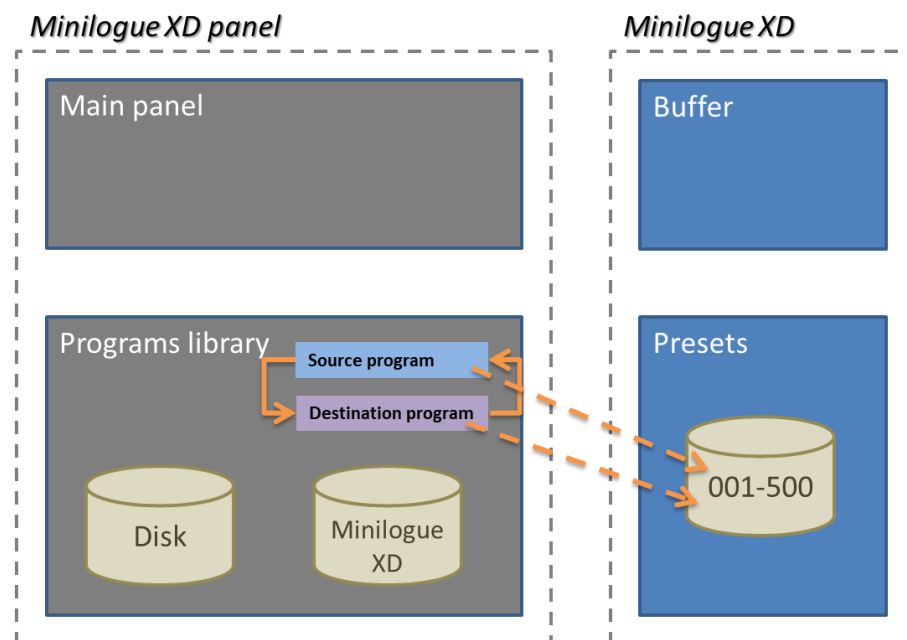 Minilogue XD panel
Minilogue XD
Main panel
Buffer
Programs library
Source program
Destination program
Presets
Disk
Minilogue
XD
001-500